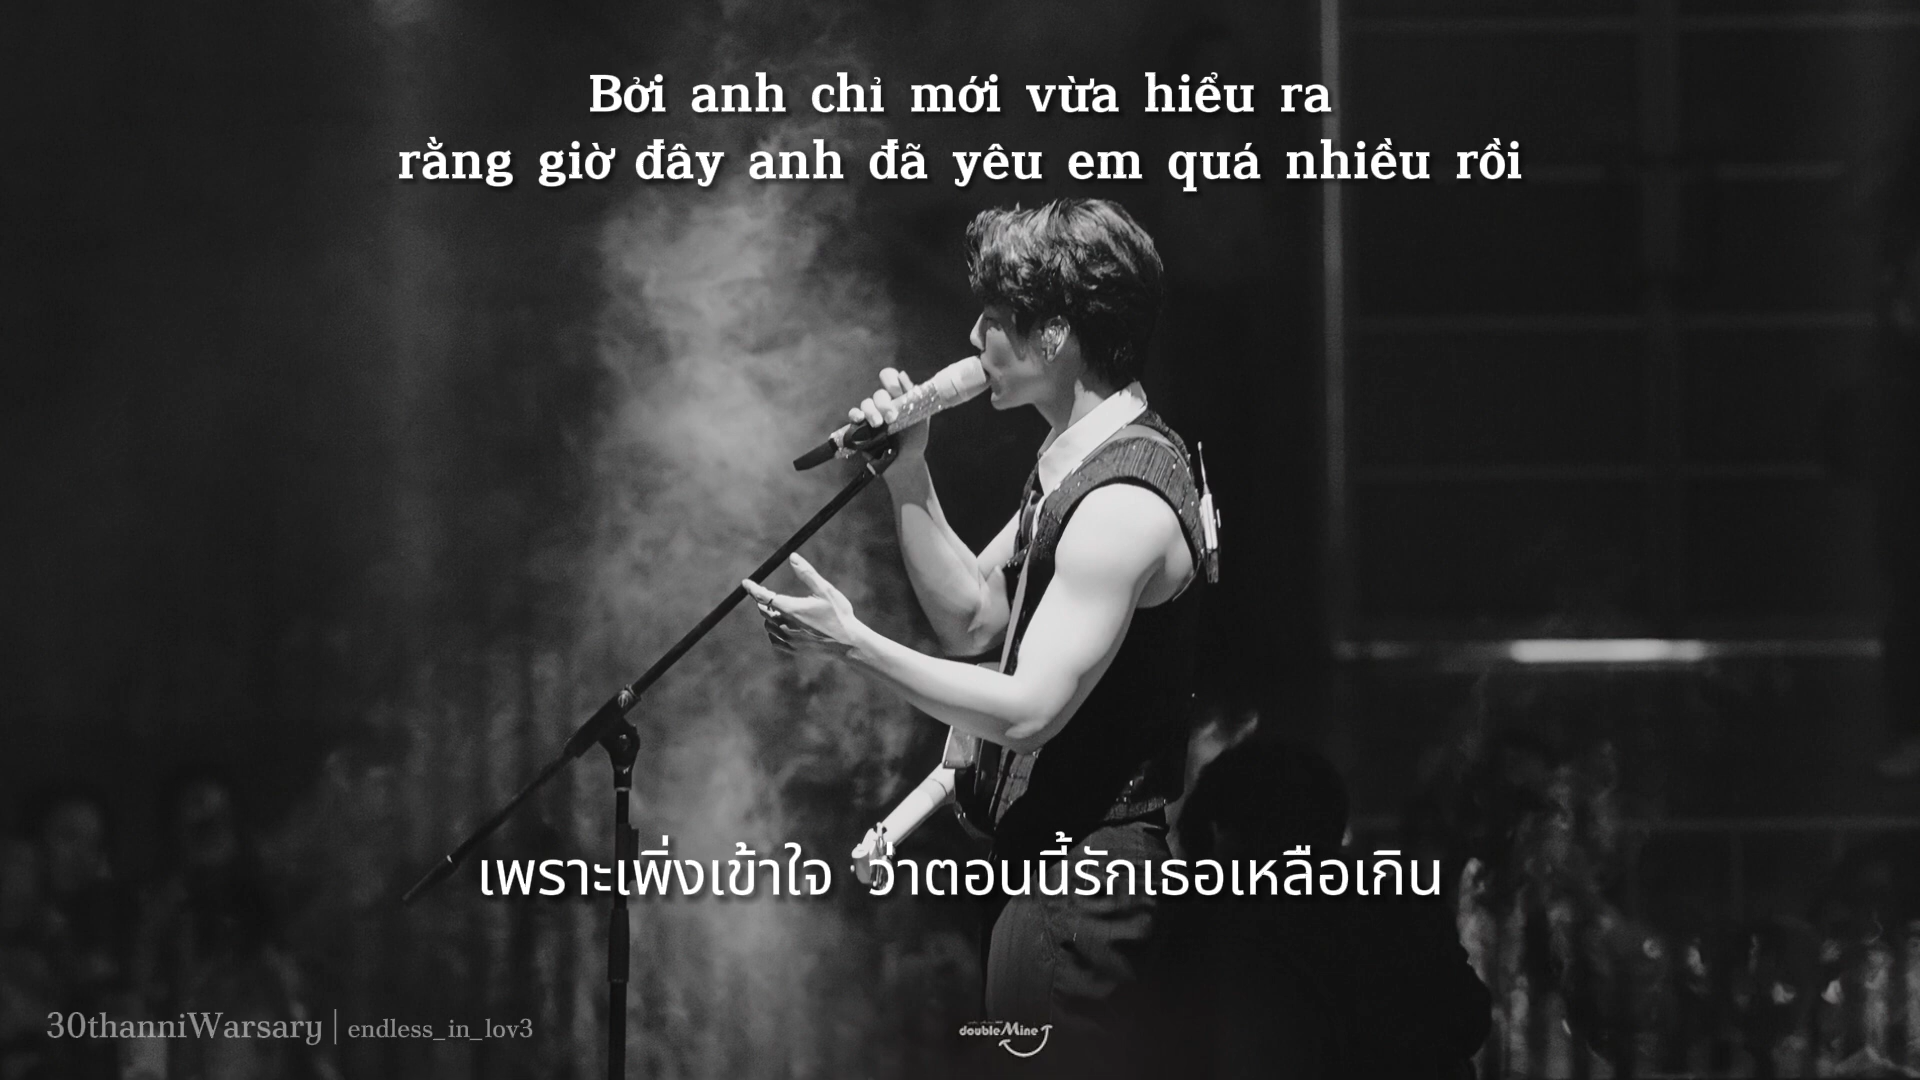 Bởi anh chỉ mới vừa hiểu ra
rằng giờ đây anh đã yêu em quá nhiều rồi
เพราะเพิ่งเข้าใจ ว่าตอนนี้รักเธอเหลือเกิน
30thanniWarsary | endless_in_lov3
doubleMine J